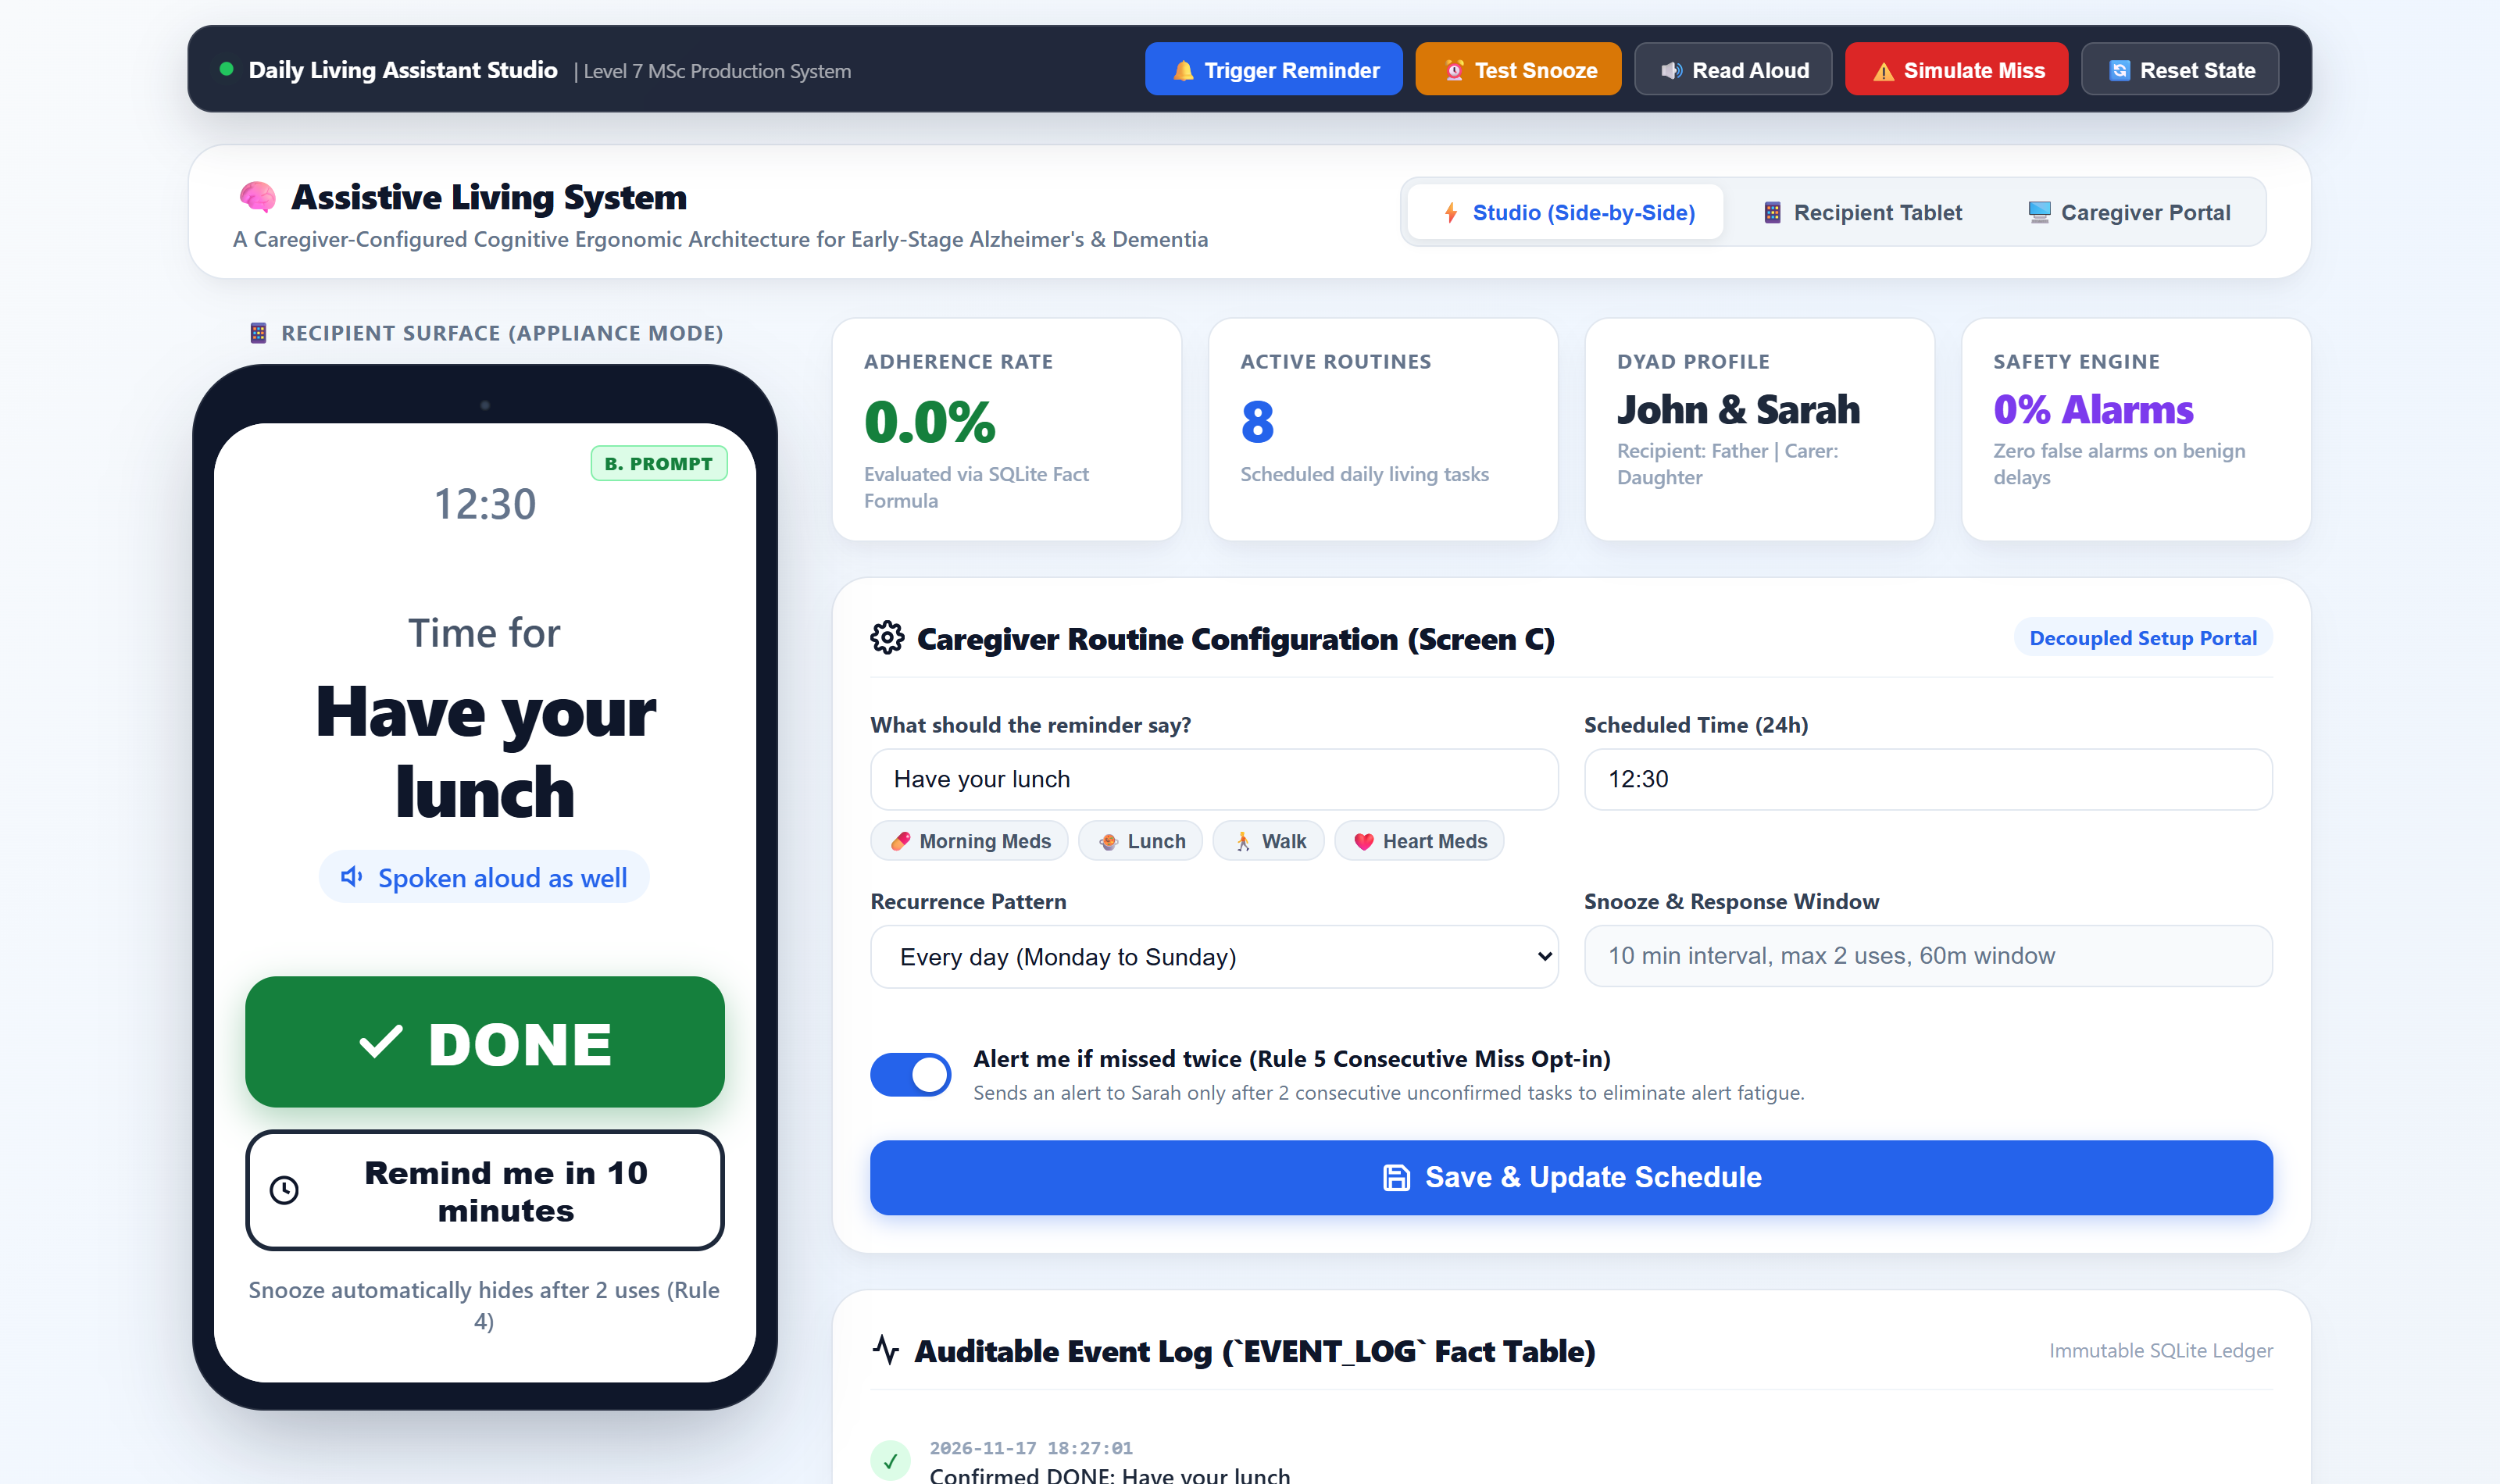 Daily Living Assistant Studio | Level 7 MSc Production System
Trigger Reminder
Test Snooze
Read Aloud
Simulate Miss
Reset State
Assistive Living System
A Caregiver-Configured Cognitive Ergonomic Architecture for Early-Stage Alzheimer's & Dementia
Studio (Side-by-Side)
Recipient Tablet
Caregiver Portal
RECIPIENT SURFACE (APPLIANCE MODE)
B. PROMPT
12:30
Time for
Have your
lunch
Spoken aloud as well
DONE
Remind me in 10
minutes
Snooze automatically hides after 2 uses (Rule
4)
ADHERENCE RATE
0.0%
Evaluated via SQLite Fact
Formula
ACTIVE ROUTINES
8
Scheduled daily living tasks
DYAD PROFILE
John & Sarah
Recipient: Father | Carer:
Daughter
SAFETY ENGINE
0% Alarms
Zero false alarms on benign
delays
Caregiver Routine Configuration (Screen C)
Decoupled Setup Portal
What should the reminder say?
Have your lunch
Morning Meds
Lunch
Walk
Heart Meds
Scheduled Time (24h)
12:30
Recurrence Pattern
Every day (Monday to Sunday)
Snooze & Response Window
10 min interval, max 2 uses, 60m window
Alert me if missed twice (Rule 5 Consecutive Miss Opt-in)
Sends an alert to Sarah only after 2 consecutive unconfirmed tasks to eliminate alert fatigue.
Save & Update Schedule
Auditable Event Log (`EVENT_LOG` Fact Table)
Immutable SQLite Ledger
2026-11-17 18:27:01
Confirmed DONE: Have your lunch